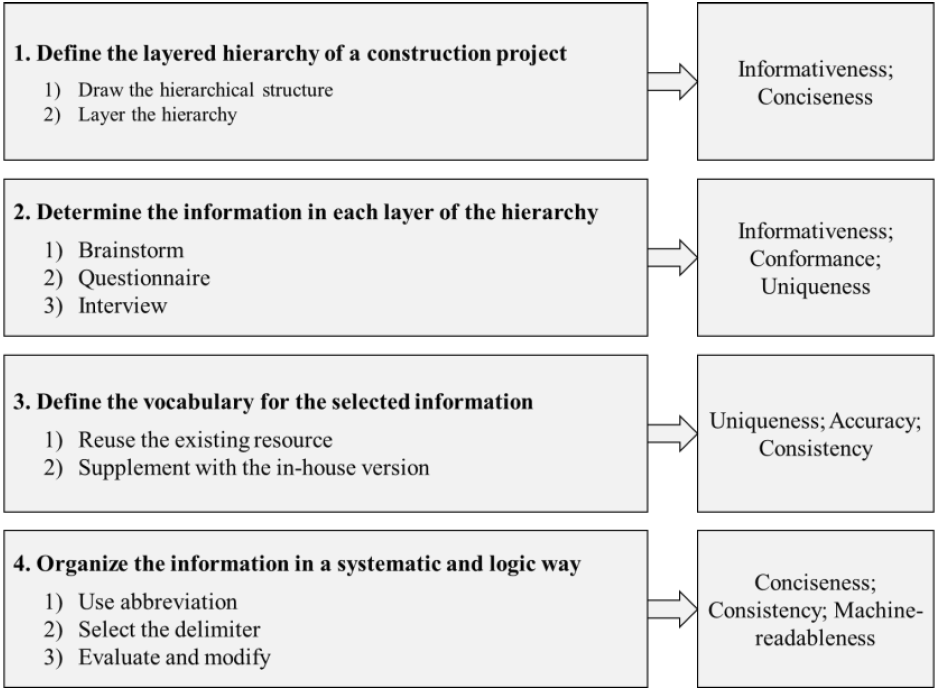 1. Define the layered hierarchy of a construction project
1) Draw the hierarchical structure
2) Layer the hierarchy
Informativeness;
Conciseness
2. Determine the information in each layer of the hierarchy
1) Brainstorm
2) Questionnaire
3) Interview
Informativeness;
Conformance;
Uniqueness
3. Define the vocabulary for the selected information
1) Reuse the existing resource
2) Supplement with the in-house version
Uniqueness; Accuracy;
Consistency
4. Organize the information in a systematic and logic way
1) Use abbreviation
2) Select the delimiter
3) Evaluate and modify
Conciseness;
Consistency; Machine-
readableness